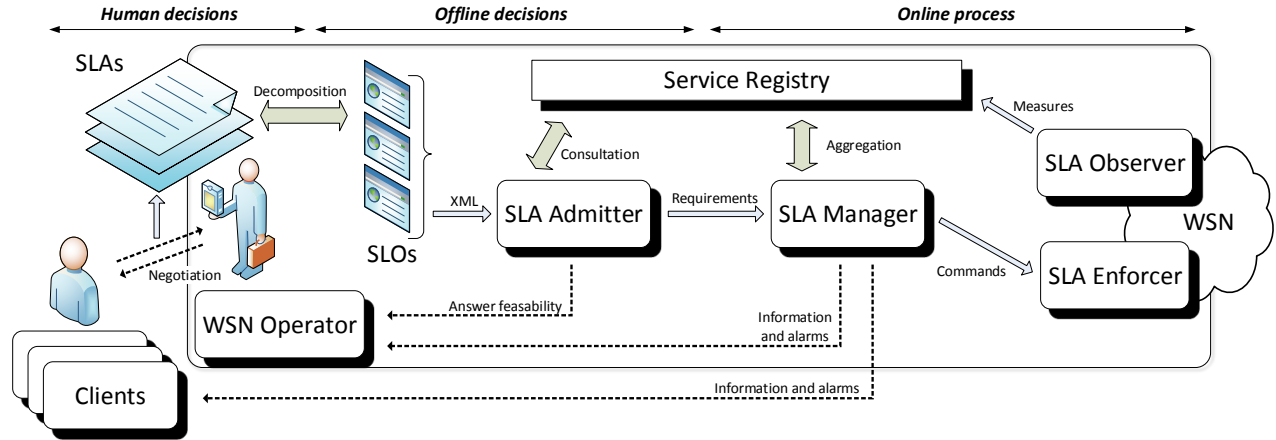 Human decisions
Offline decisions
Online process
SLAs
Decomposition
Service Registry
Measures
Consultation
Aggregation
SLA Observer
XML
SLA Admitter
Requirements
SLA Manager
WSN
SLOs
Negotiation
Commands
SLA Enforcer
Answer feasability
WSN Operator
Information
and alarms
Information and alarms
Clients